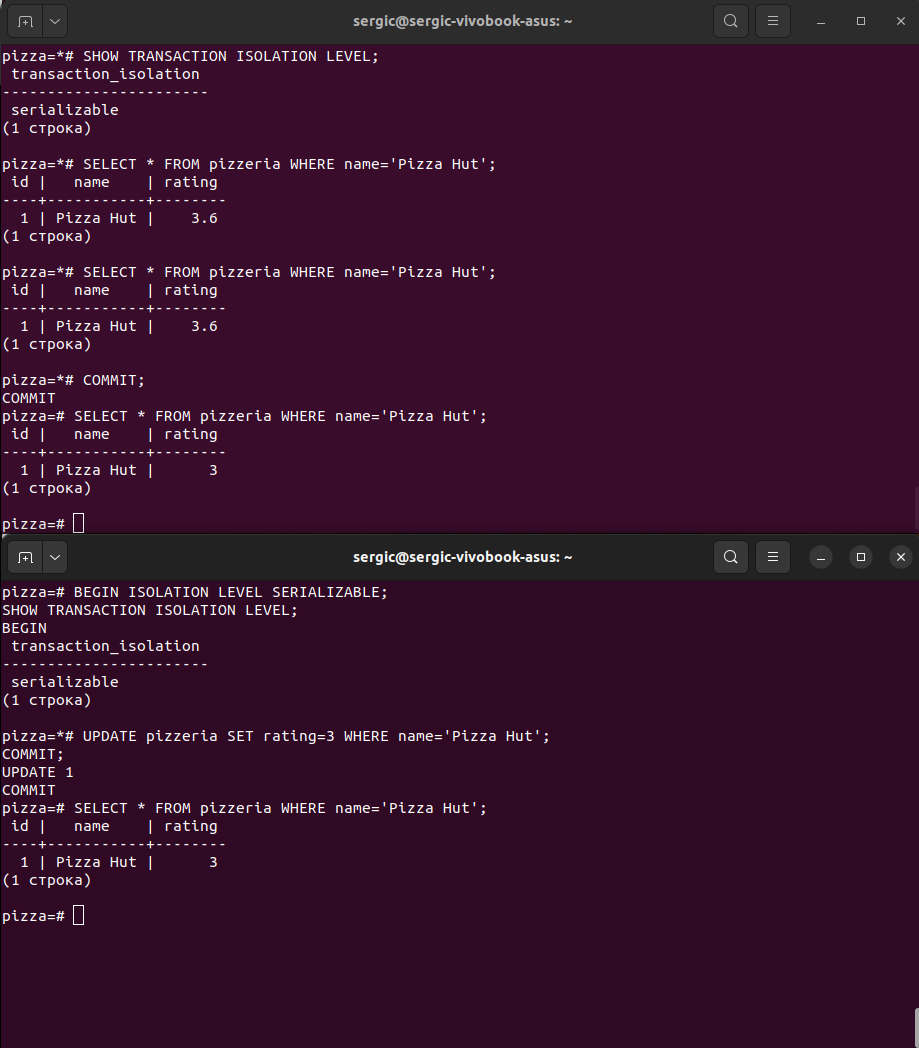 sergic@sergic-vivobook-asus: ~
pizza=*# SHOW TRANSACTION ISOLATION LEVEL;
 transaction_isolation
-----------------------
 serializable
(1 строка)

pizza=*# SELECT * FROM pizzeria WHERE name='Pizza Hut';
 id |   name    | rating
----+-----------+--------
  1 | Pizza Hut |    3.6
(1 строка)

pizza=*# SELECT * FROM pizzeria WHERE name='Pizza Hut';
 id |   name    | rating
----+-----------+--------
  1 | Pizza Hut |    3.6
(1 строка)

pizza=*# COMMIT;
COMMIT
pizza=# SELECT * FROM pizzeria WHERE name='Pizza Hut';
 id |   name    | rating
----+-----------+--------
  1 | Pizza Hut |      3
(1 строка)

pizza=#
sergic@sergic-vivobook-asus: ~
pizza=# BEGIN ISOLATION LEVEL SERIALIZABLE;
SHOW TRANSACTION ISOLATION LEVEL;
BEGIN
 transaction_isolation
-----------------------
 serializable
(1 строка)

pizza=*# UPDATE pizzeria SET rating=3 WHERE name='Pizza Hut';
COMMIT;
UPDATE 1
COMMIT
pizza=# SELECT * FROM pizzeria WHERE name='Pizza Hut';
 id |   name    | rating
----+-----------+--------
  1 | Pizza Hut |      3
(1 строка)

pizza=#